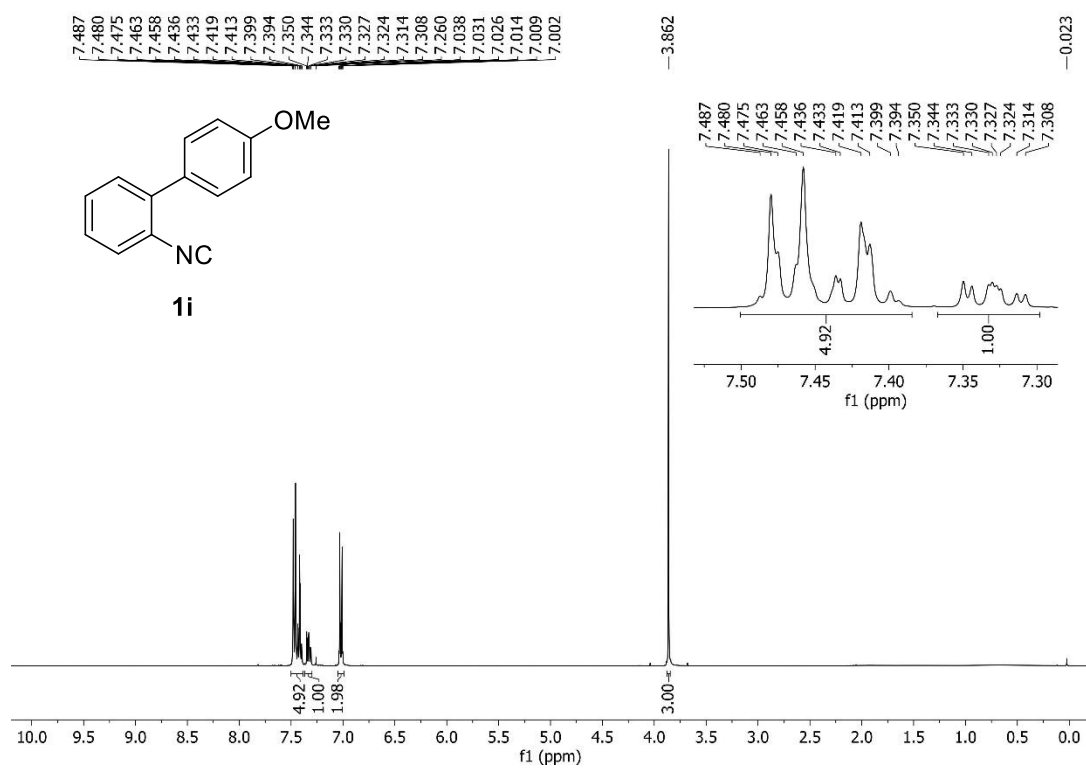 7.487 7.480 7.475 7.463 7.458 7.436 7.433 7.419 7.413 7.399 7.394 7.350 7.344 7.333 7.330 7.327 7.324 7.314 7.308 7.260 7.038 7.031 7.026 7.014 7.009 7.002 3.862 0.023
OMe
NC
1i
7.487 7.480 7.475 7.463 7.458 7.436 7.433 7.419 7.413 7.399 7.394 7.350 7.344 7.333 7.330 7.327 7.324 7.314 7.308
4.92 1.00
7.50 7.45 7.40 7.35 7.30
f1 (ppm)
4.92 1.00 1.98 3.00
10.0 9.5 9.0 8.5 8.0 7.5 7.0 6.5 6.0 5.5 5.0 4.5 4.0 3.5 3.0 2.5 2.0 1.5 1.0 0.5 0.0
f1 (ppm)